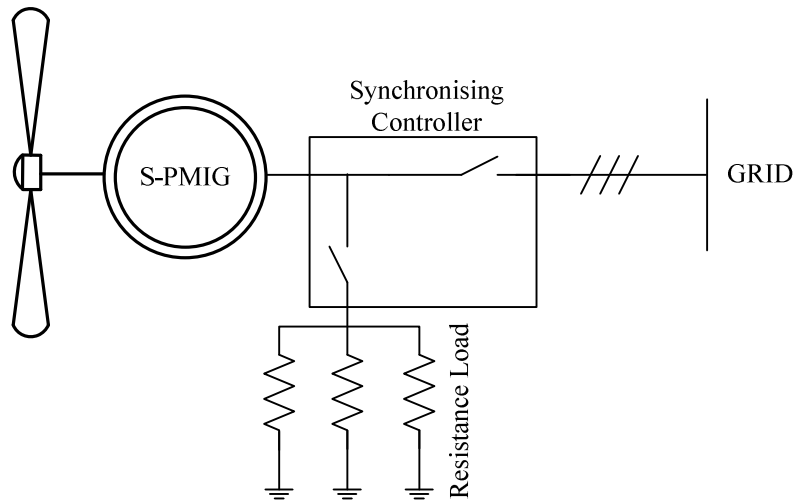 Synchronising
Controller
S-PMIG
GRID
Resistance Load